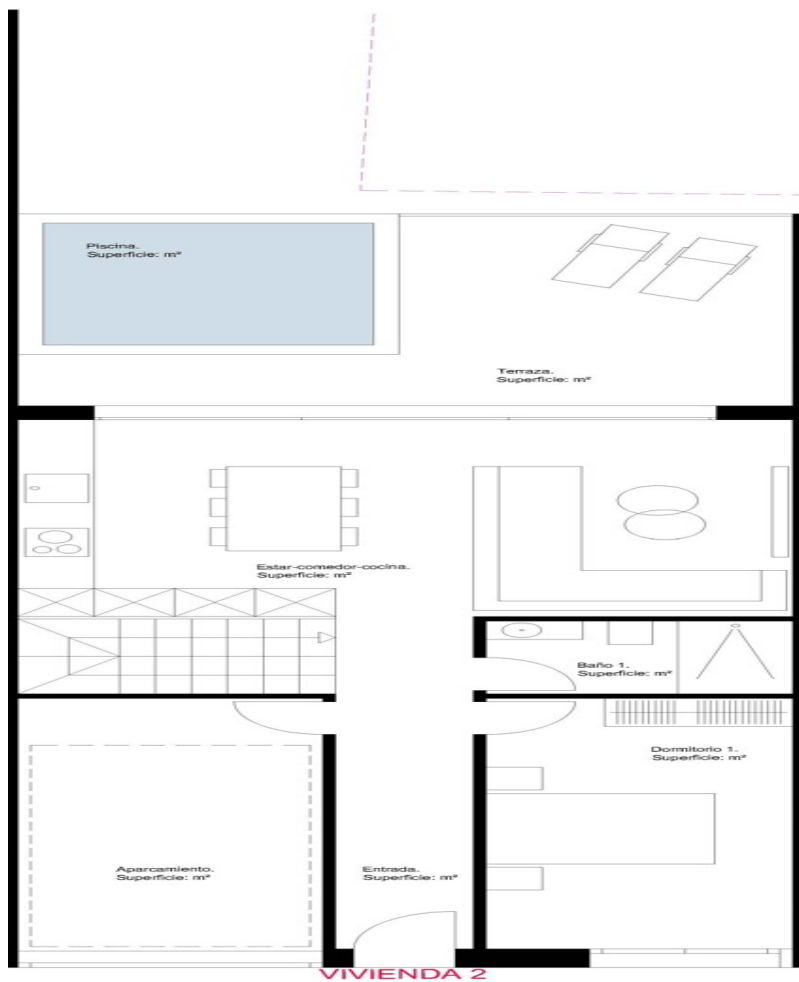 Piscina.
Superficie: m²
Terraza.
Superficie: m²
Estar-comedor-cocina.
Superficie: m²
Baño 1.
Superficie: m²
Dormitorio 1.
Superficie: m²
Aparcamiento.
Superficie: m²
Entrada.
Superficie: m²
VIVIENDA 2